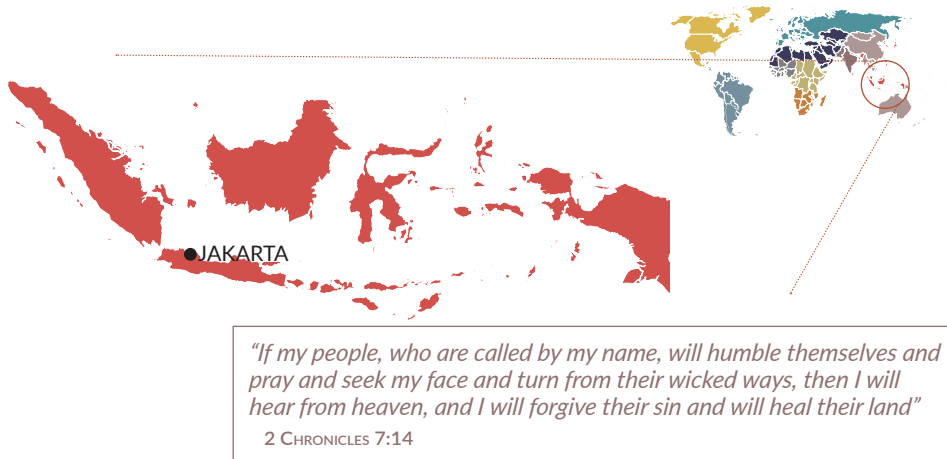 JAKARTA
“If my people, who are called by my name, will humble themselves and
pray and seek my face and turn from their wicked ways, then I will
hear from heaven, and I will forgive their sin and will heal their land”
2 Chronicles 7:14